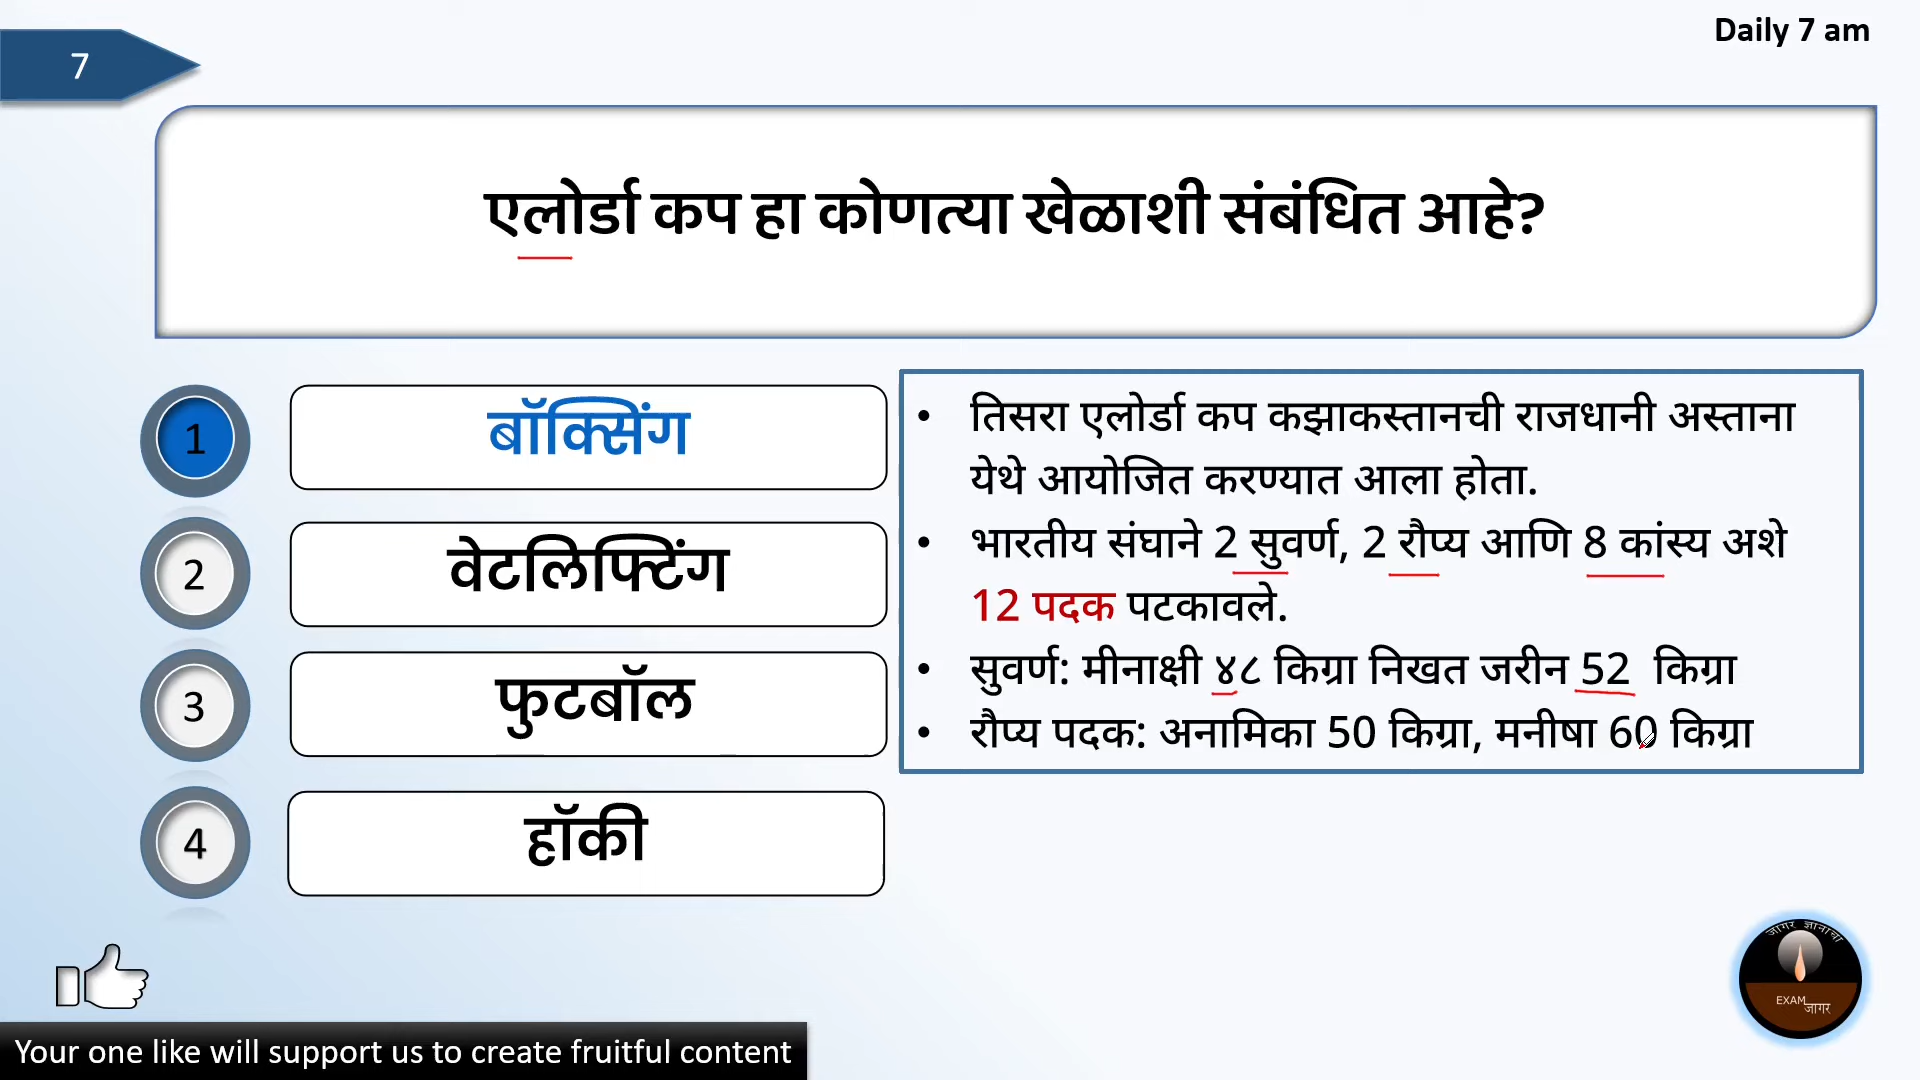 Daily 7 am
7
एलोर्डा कप हा कोणत्या खेळाशी संबंधित आहे?
1
बॉक्सिंग
2
वेटलिफ्टिंग
3
फुटबॉल
4
हॉकी
• तिसरा एलोर्डा कप कझाकस्तानची राजधानी अस्ताना
येथे आयोजित करण्यात आला होता.
• भारतीय संघाने 2 सुवर्ण, 2 रौप्य आणि 8 कांस्य अशे
12 पदक पटकावले.
• सुवर्ण: मीनाक्षी ४८ किग्रा निखत जरीन 52 किग्रा
• रौप्य पदक: अनामिका 50 किग्रा, मनीषा 60 किग्रा
जागर ज्ञानाचा
EXAM
जागर
Your one like will support us to create fruitful content